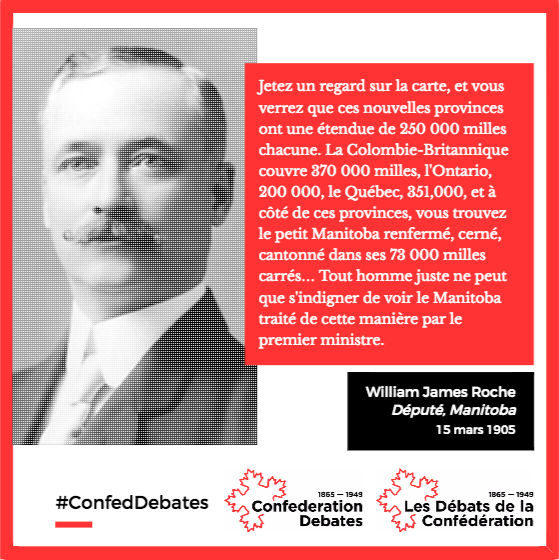 Jetez un regard sur la carte, et vous
verrez que ces nouvelles provinces
ont une étendue de 250 000 milles
chacune. La Colombie-Britannique
couvre 370 000 milles, l'Ontario,
200 000, le Québec, 351,000, et à
côté de ces provinces, vous trouvez
le petit Manitoba renfermé, cerné,
cantonné dans ses 73 000 milles
carrés... Tout homme juste ne peut
que s'indigner de voir le Manitoba
traité de cette manière par le
premier ministre.
William James Roche
Député, Manitoba
15 mars 1905
#ConfedDebates
1865 — 1949
Confederation
Debates
1865 — 1949
Les Débats de la
Confédération